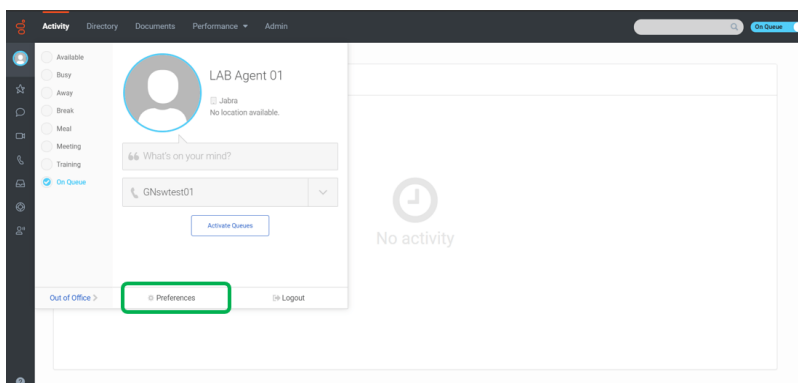 Activity Directory Documents Performance Admin
On Queue
Available
Busy
Away
Break
Meal
Meeting
Training
On Queue
LAB Agent 01
Jabra
No location available.
What's on your mind?
GNswtest01
Activate Queues
Out of Office >
Preferences
Logout
No activity